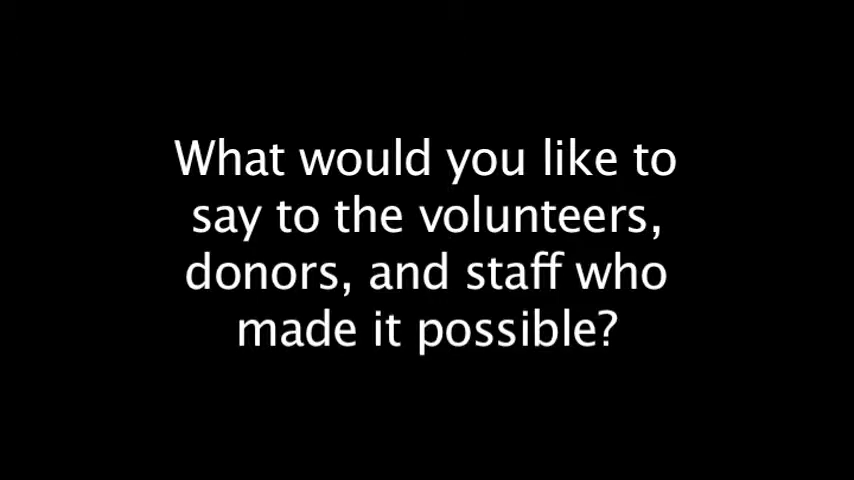 What would you like to
say to the volunteers,
donors, and staff who
made it possible?